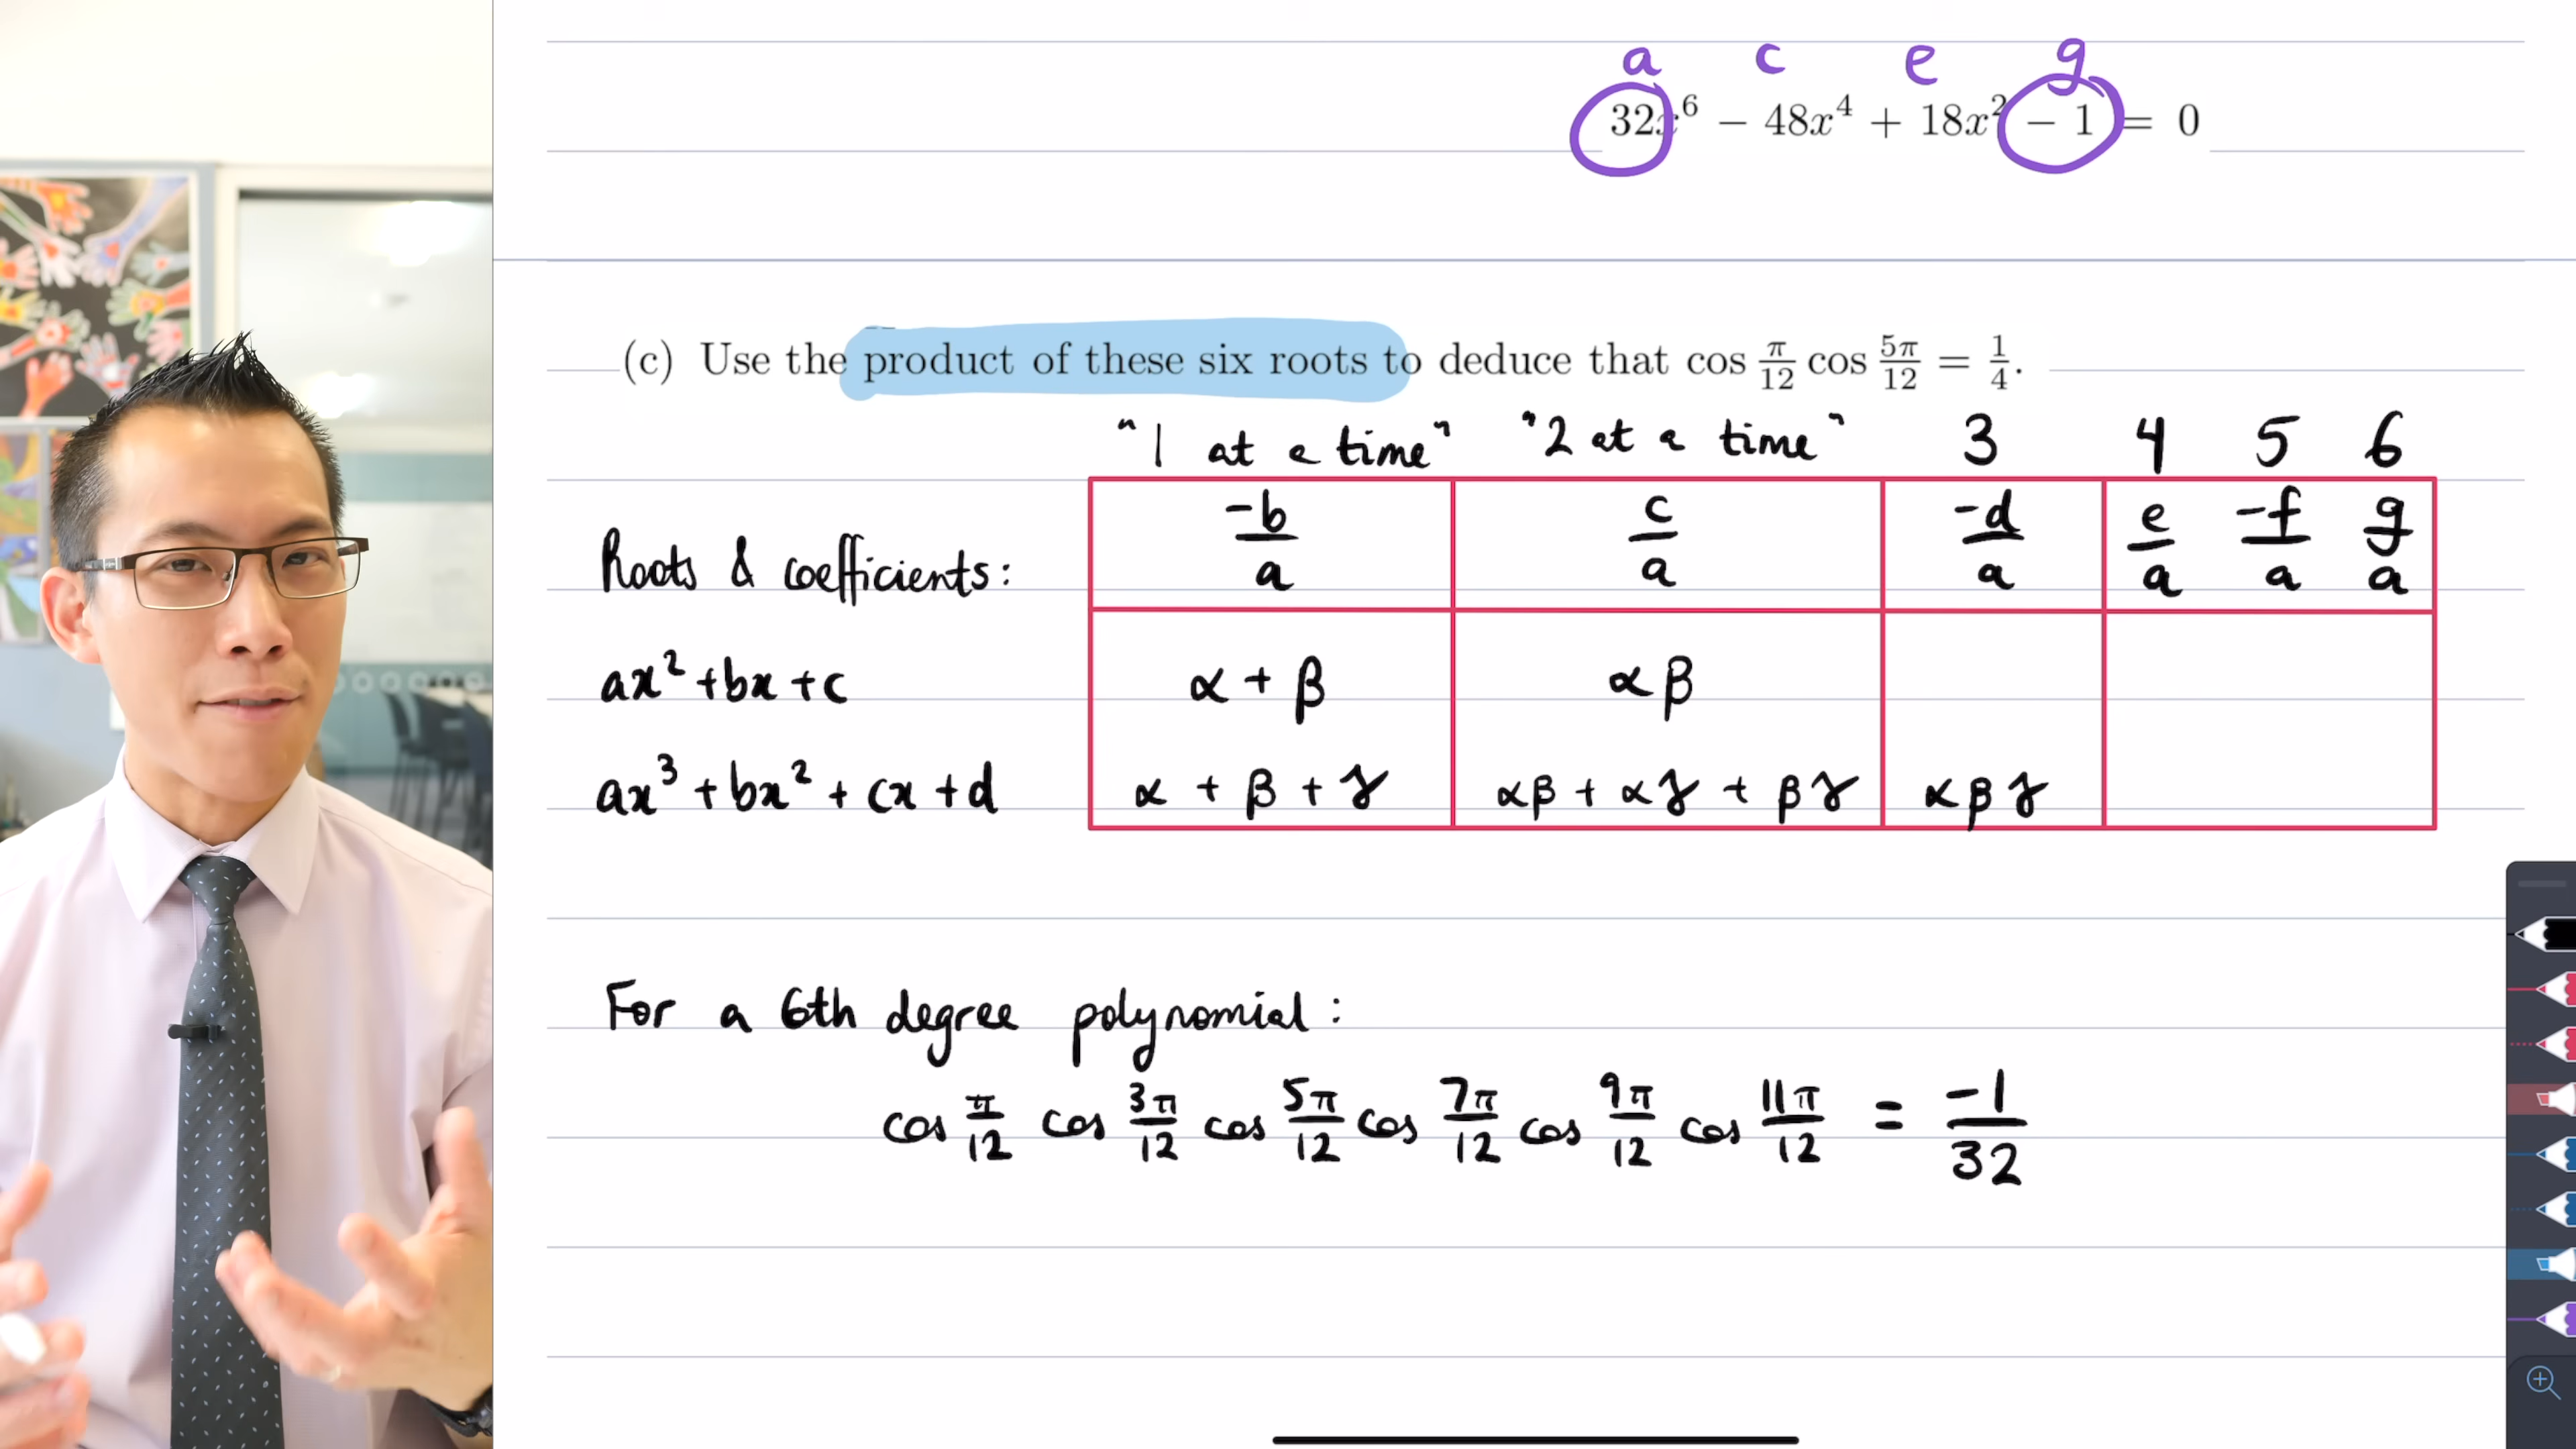 a c e g
32x⁶ − 48x⁴ + 18x² − 1 = 0
(c) Use the product of these six roots to deduce that cos π/12 cos 5π/12 = 1/4.
"1 at a time" "2 at a time" 3 4 5 6
Roots & coefficients: -b/a c/a -d/a e/a -f/a g/a
ax²+bx+c α+β αβ
ax³+bx²+cx+d α+β+γ αβ+αγ+βγ αβγ
For a 6th degree polynomial:
cos π/12 cos 3π/12 cos 5π/12 cos 7π/12 cos 9π/12 cos 11π/12 = -1/32